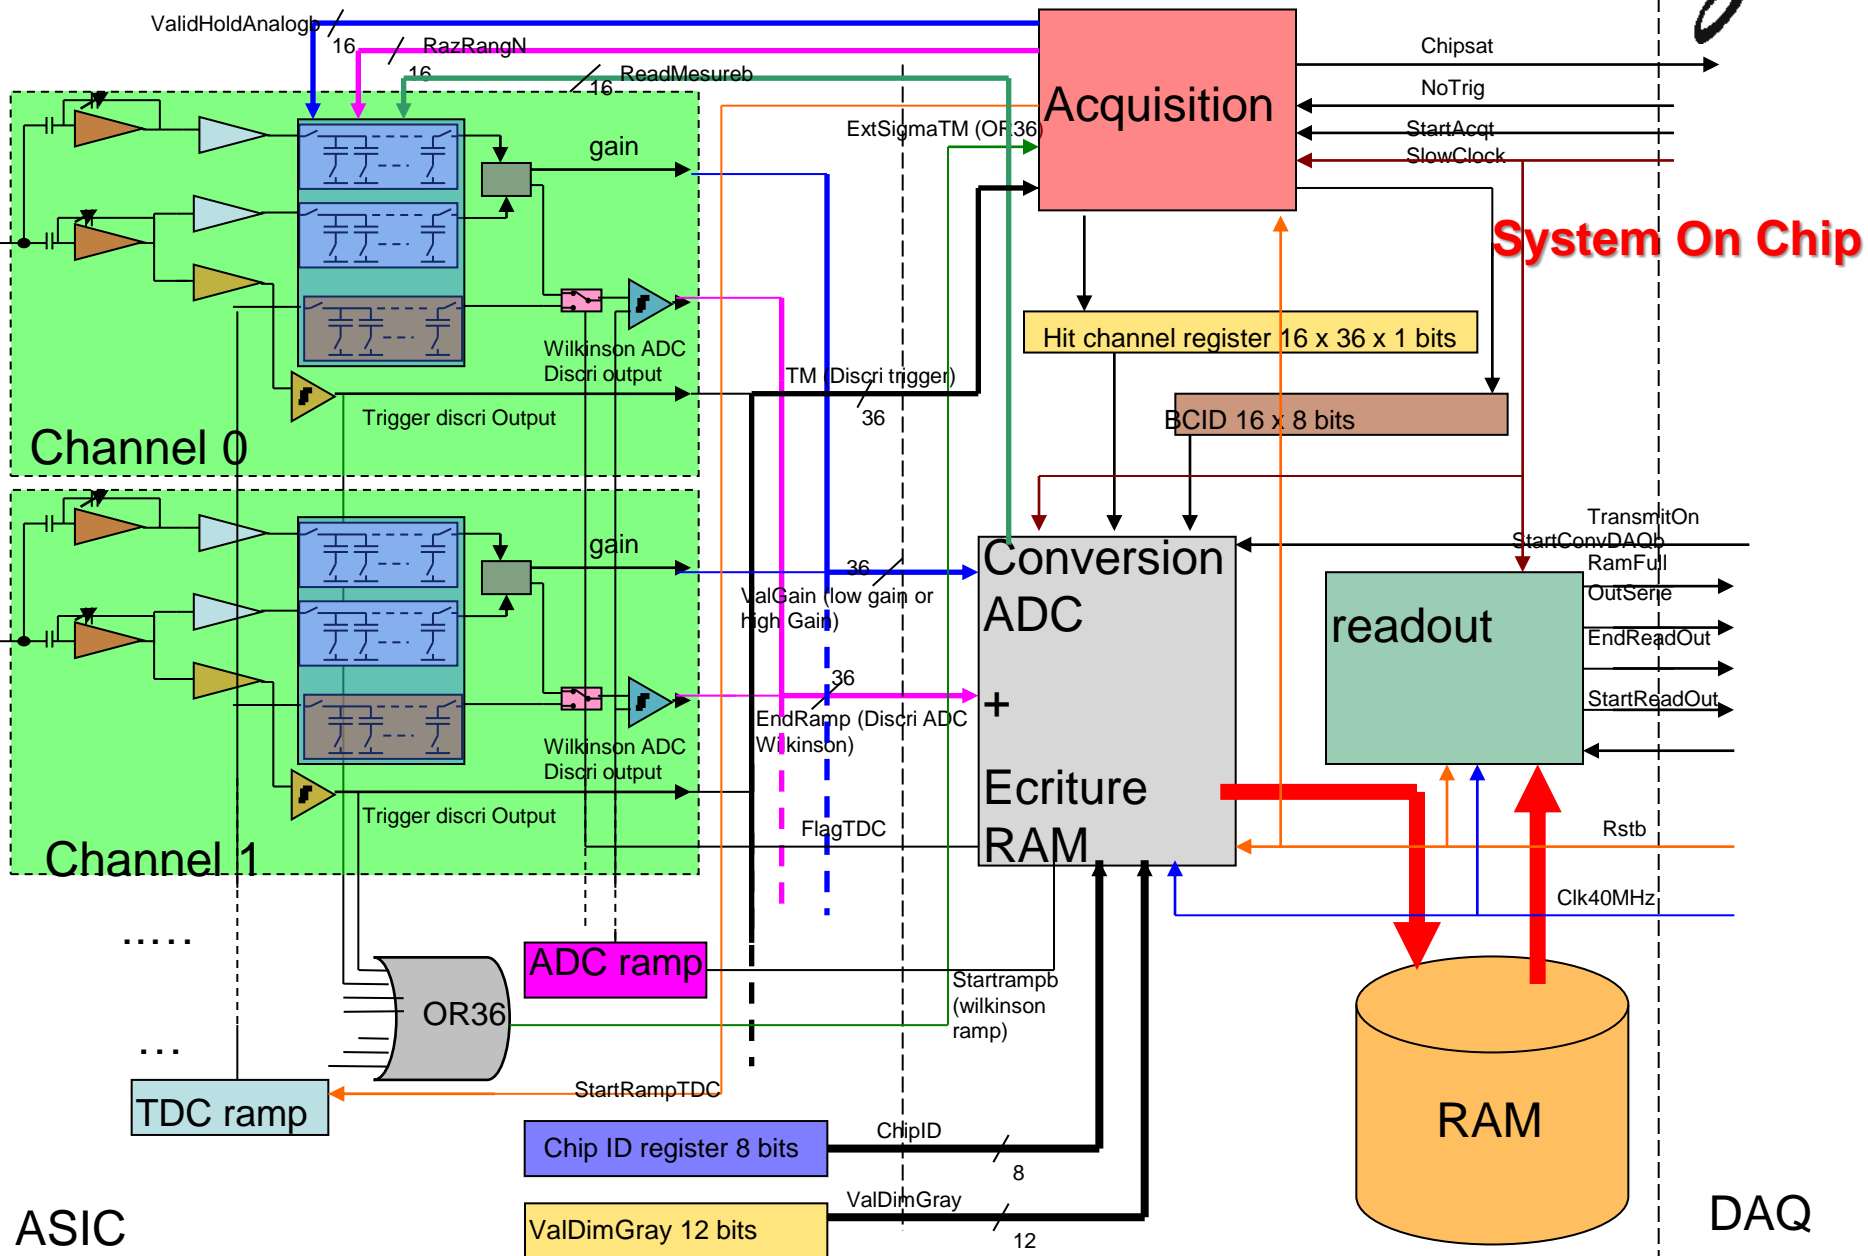 ValidHoldAnalogb
16
RazRangN
16
ReadMesureb
16
Acquisition
Chipsat
NoTrig
StartAcqt
SlowClock
ExtSigmaTM (OR36)
gain
System On Chip
Hit channel register 16 x 36 x 1 bits
Wilkinson ADC
Discri output
TM (Discri trigger)
36
Trigger discri Output
BCID 16 x 8 bits
Channel 0
TransmitOn
StartConvDAQb
RamFull
OutSerie
EndReadOut
StartReadOut
gain
36
ValGain (low gain or
high Gain)
Conversion
ADC
+
Ecriture
RAM
readout
36
EndRamp (Discri ADC
Wilkinson)
Wilkinson ADC
Discri output
Trigger discri Output
FlagTDC
Rstb
Channel 1
Clk40MHz
.....
ADC ramp
Startrampb
(wilkinson
ramp)
OR36
...
StartRampTDC
TDC ramp
RAM
Chip ID register 8 bits
ChipID
8
ValDimGray
ValDimGray 12 bits
12
ASIC
DAQ